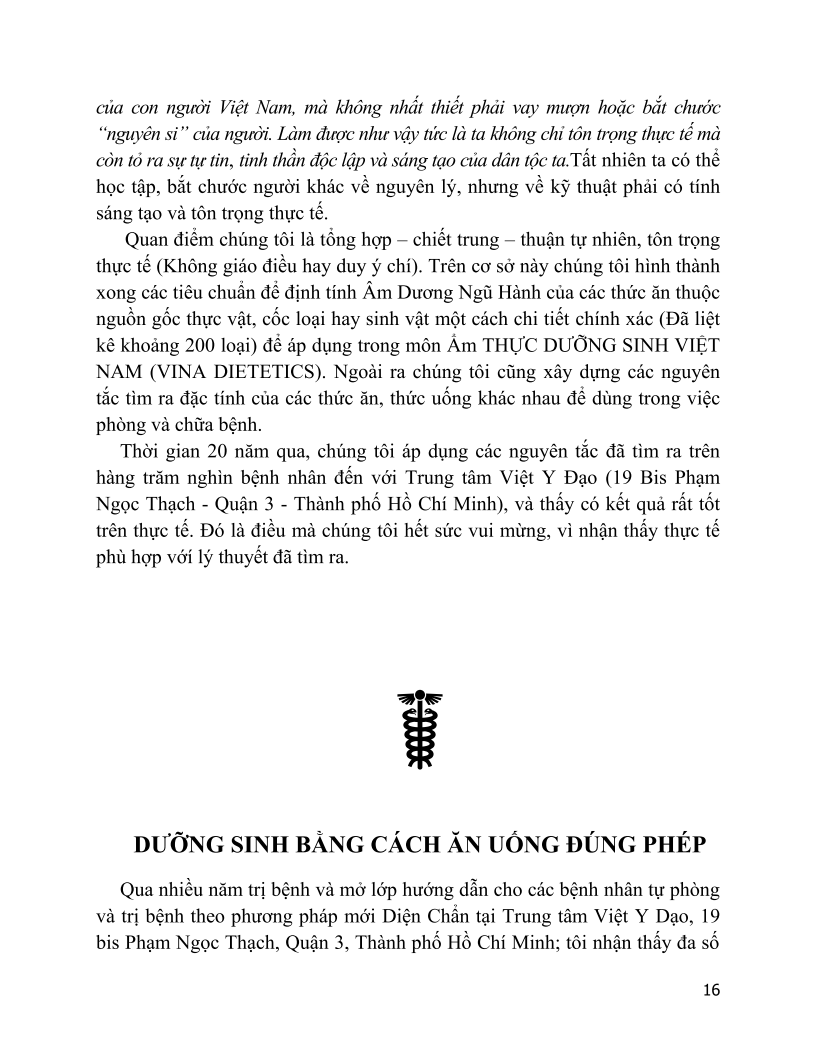 của con người Việt Nam, mà không nhất thiết phải vay mượn hoặc bắt chước
“nguyên si” của người. Làm được như vậy tức là ta không chỉ tôn trọng thực tế mà
còn tỏ ra sự tự tin, tinh thần độc lập và sáng tạo của dân tộc ta.Tất nhiên ta có thể
học tập, bắt chước người khác về nguyên lý, nhưng về kỹ thuật phải có tính
sáng tạo và tôn trọng thực tế.
Quan điểm chúng tôi là tổng hợp – chiết trung – thuận tự nhiên, tôn trọng
thực tế (Không giáo điều hay duy ý chí). Trên cơ sở này chúng tôi hình thành
xong các tiêu chuẩn để định tính Âm Dương Ngũ Hành của các thức ăn thuộc
nguồn gốc thực vật, cốc loại hay sinh vật một cách chi tiết chính xác (Đã liệt
kê khoảng 200 loại) để áp dụng trong môn Ẩm THỰC DƯỠNG SINH VIỆT
NAM (VINA DIETETICS). Ngoài ra chúng tôi cũng xây dựng các nguyên
tắc tìm ra đặc tính của các thức ăn, thức uống khác nhau để dùng trong việc
phòng và chữa bệnh.
Thời gian 20 năm qua, chúng tôi áp dụng các nguyên tắc đã tìm ra trên
hàng trăm nghìn bệnh nhân đến với Trung tâm Việt Y Đạo (19 Bis Phạm
Ngọc Thạch - Quận 3 - Thành phố Hồ Chí Minh), và thấy có kết quả rất tốt
trên thực tế. Đó là điều mà chúng tôi hết sức vui mừng, vì nhận thấy thực tế
phù hợp với lý thuyết đã tìm ra.
DƯỠNG SINH BẰNG CÁCH ĂN UỐNG ĐÚNG PHÉP
Qua nhiều năm trị bệnh và mở lớp hướng dẫn cho các bệnh nhân tự phòng
và trị bệnh theo phương pháp mới Diện Chẩn tại Trung tâm Việt Y Dạo, 19
bis Phạm Ngọc Thạch, Quận 3, Thành phố Hồ Chí Minh; tôi nhận thấy đa số
16